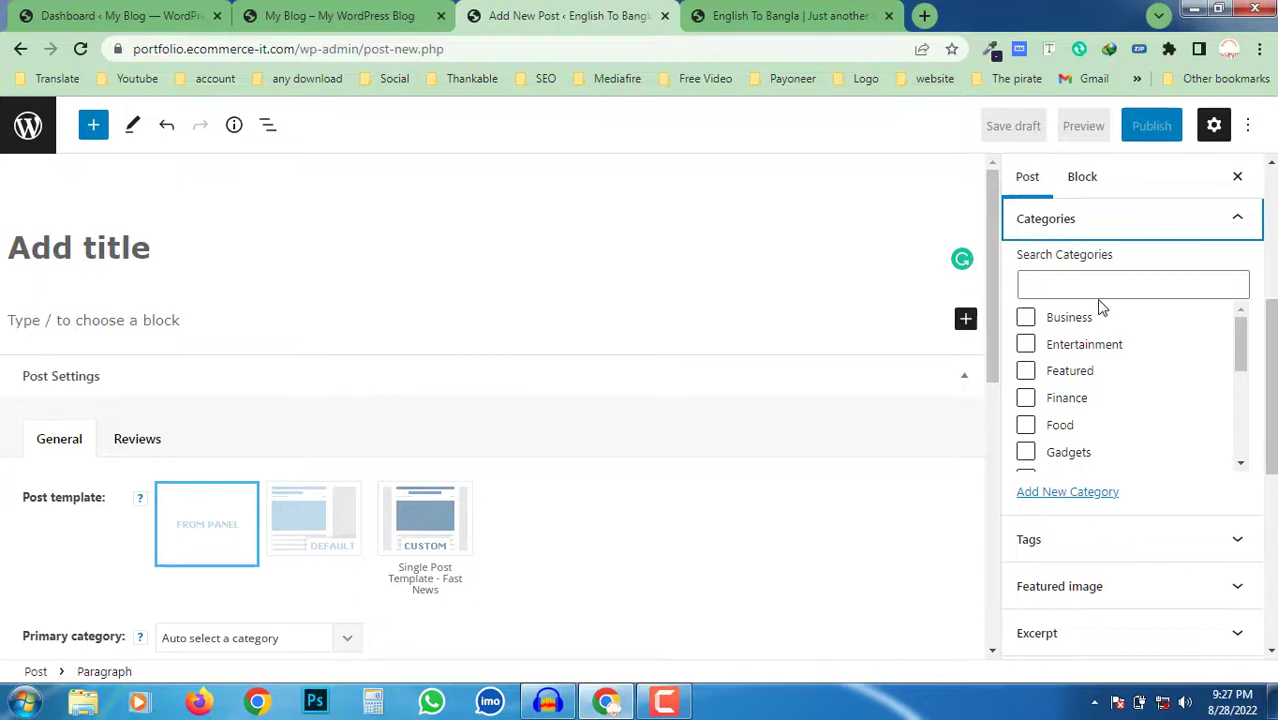 Dashboard ‹ My Blog — WordPre
My Blog – My WordPress Blog
Add New Post ‹ English To Bangl
English To Bangla | Just another
portfolio.ecommerce-it.com/wp-admin/post-new.php
Translate
Youtube
account
any download
Social
Thankable
SEO
Mediafire
Free Video
Payoneer
Logo
website
The pirate
Gmail
»
Other bookmarks
Save draft
Preview
Publish
Post
Block
Categories
Search Categories
Business
Entertainment
Featured
Finance
Food
Gadgets
Add New Category
Tags
Featured image
Excerpt
Add title
Type / to choose a block
Post Settings
General
Reviews
Post template:
?
FROM PANEL
DEFAULT
CUSTOM
Single Post
Template - Fast
News
Primary category:
?
Auto select a category
Post
Paragraph
Ps
imo
9:27 PM
8/28/2022